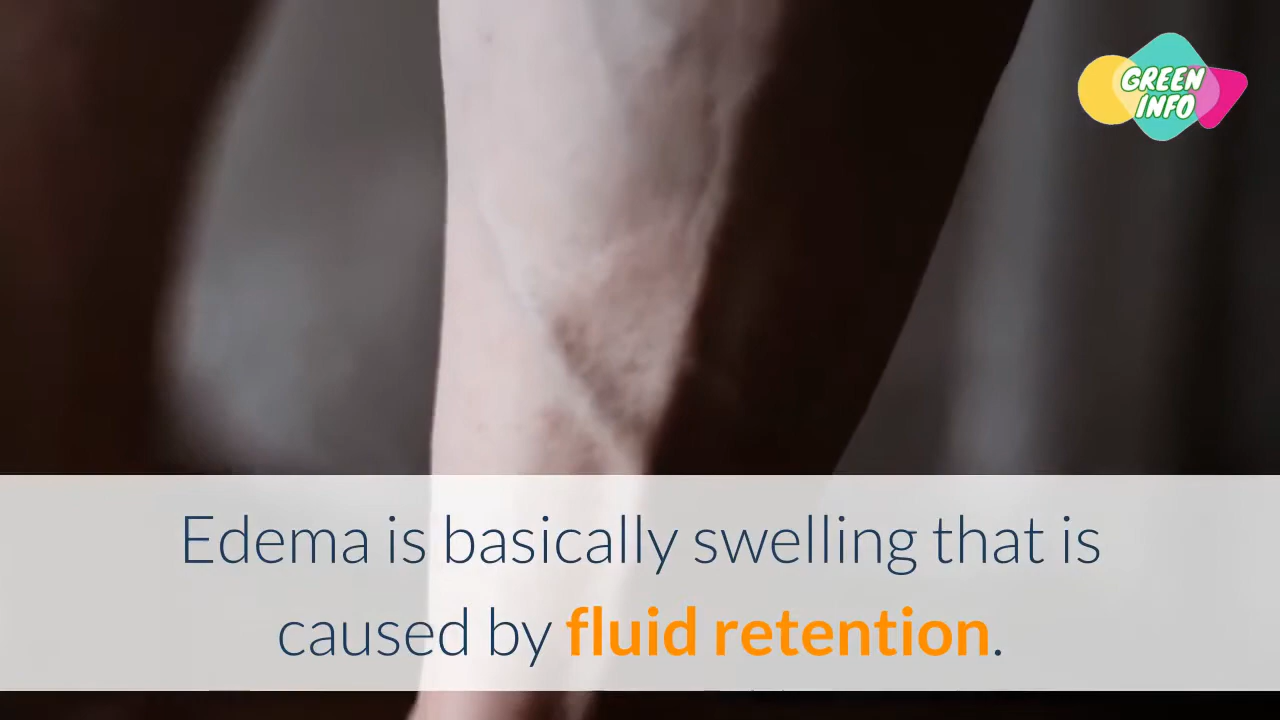 GREEN
INFO
Edema is basically swelling that is
caused by fluid retention.